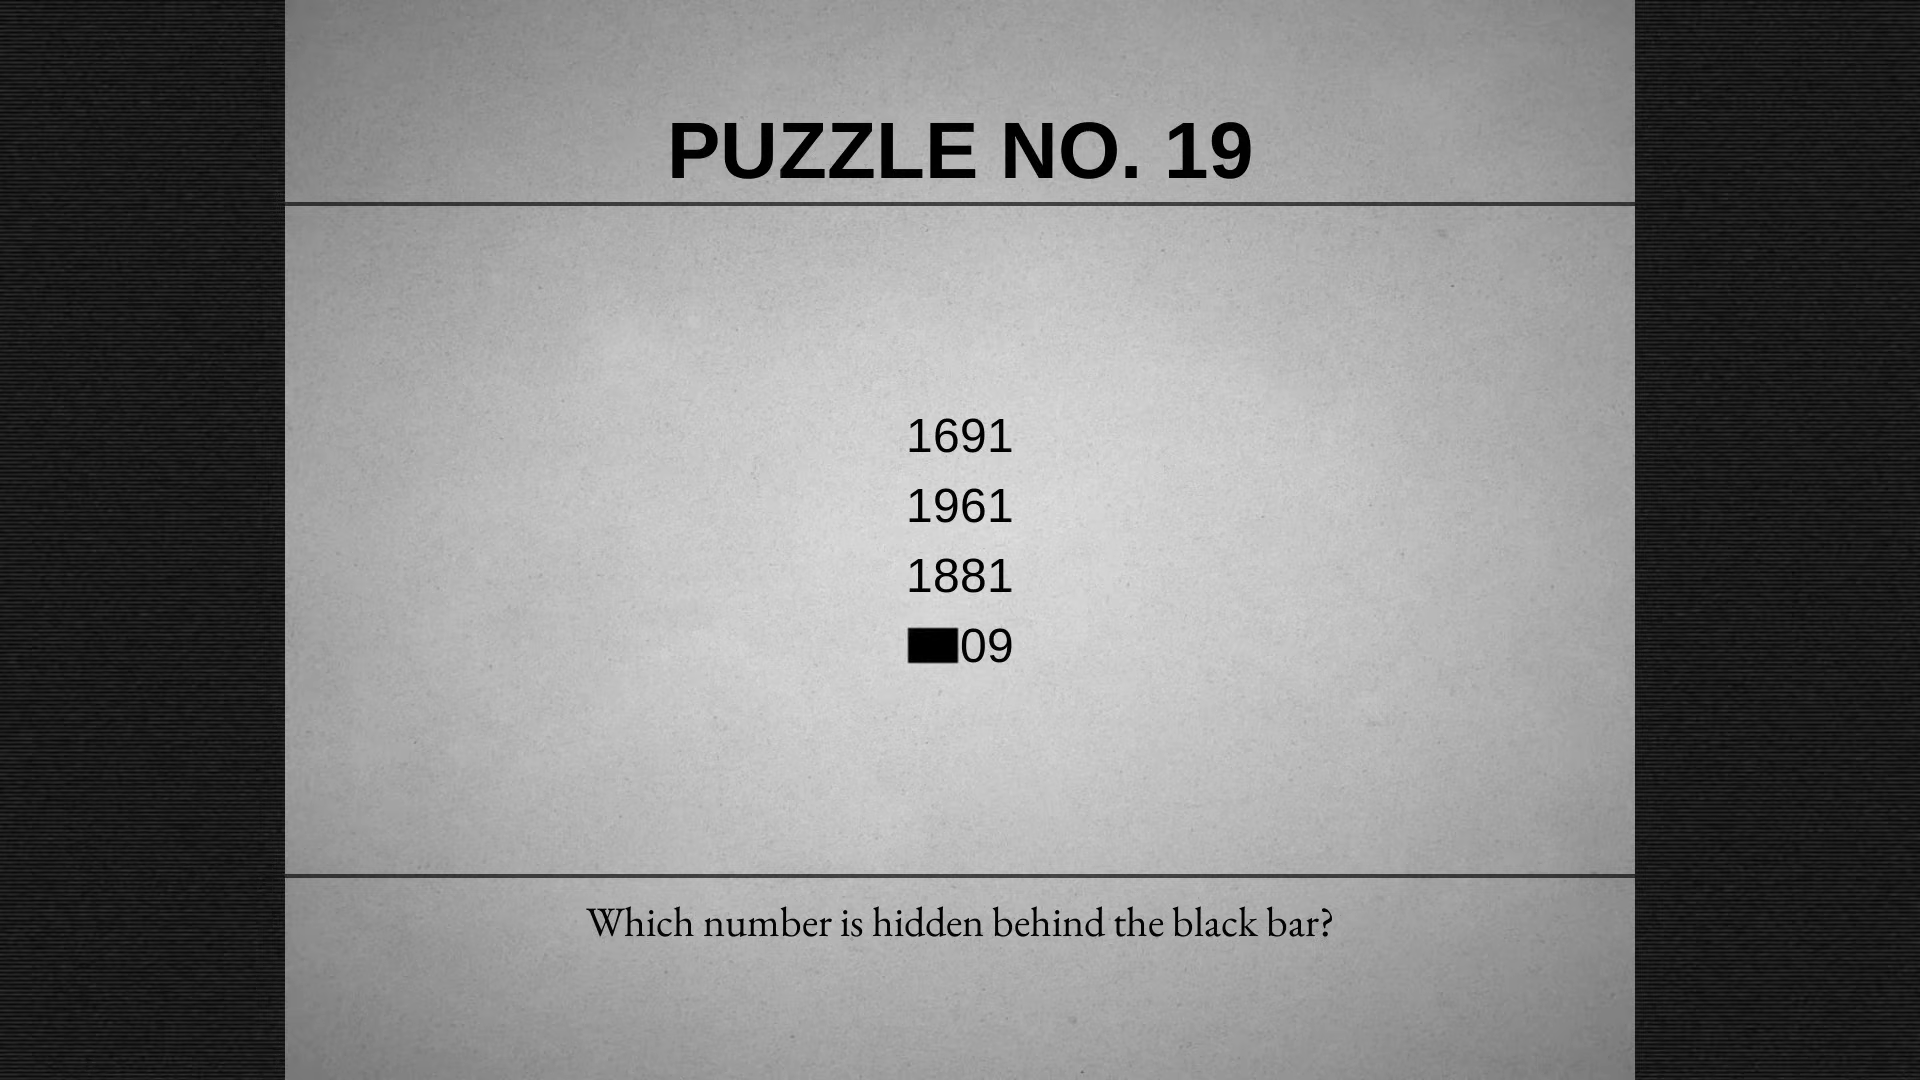 PUZZLE NO. 19
1691
1961
1881
09
Which number is hidden behind the black bar?